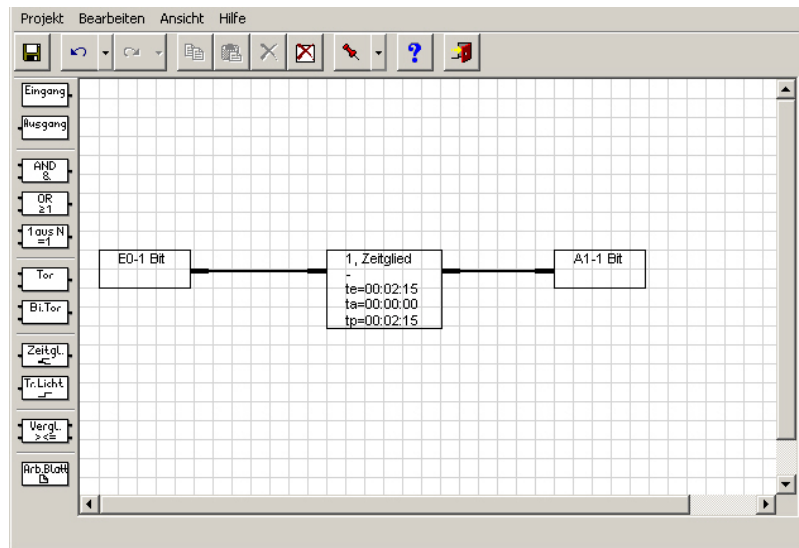 Projekt Bearbeiten Ansicht Hilfe
?
Eingang
Ausgang
AND
&
OR
≥1
1 aus N
=1
Tor
Bi.Tor
Zeitgl.
Tr.Licht
Vergl.
><=
Arb.Blatt
E0-1 Bit
1, Zeitglied
-
te=00:02:15
ta=00:00:00
tp=00:02:15
A1-1 Bit